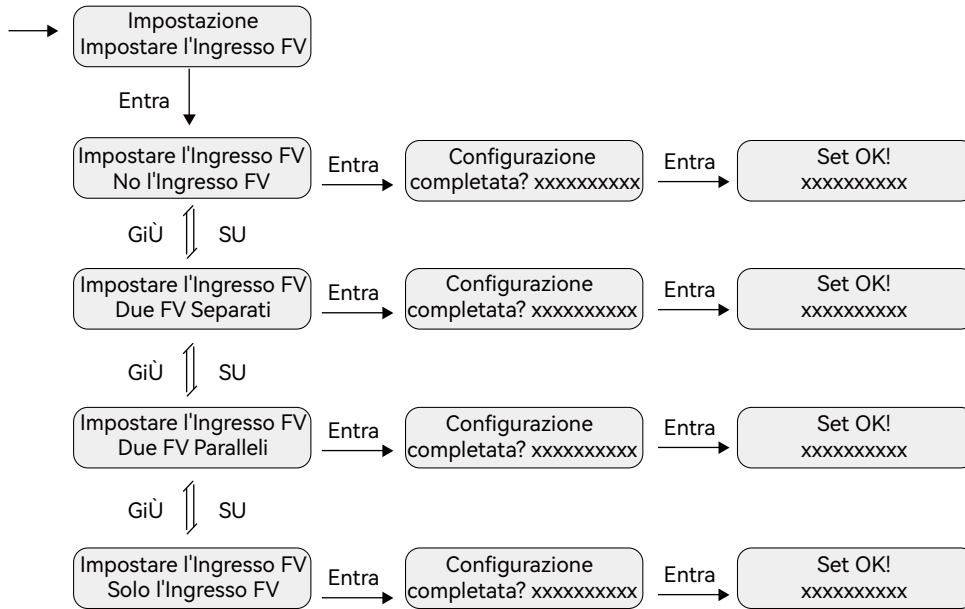 Impostazione
Impostare l'Ingresso FV
Entra
Impostare l'Ingresso FV
No l'Ingresso FV
Entra
Configurazione
completata? xxxxxxxxxx
Entra
Set OK!
xxxxxxxxxx
GiÙ
SU
Impostare l'Ingresso FV
Due FV Separati
Entra
Configurazione
completata? xxxxxxxxxx
Entra
Set OK!
xxxxxxxxxx
GiÙ
SU
Impostare l'Ingresso FV
Due FV Paralleli
Entra
Configurazione
completata? xxxxxxxxxx
Entra
Set OK!
xxxxxxxxxx
GiÙ
SU
Impostare l'Ingresso FV
Solo l'Ingresso FV
Entra
Configurazione
completata? xxxxxxxxxx
Entra
Set OK!
xxxxxxxxxx